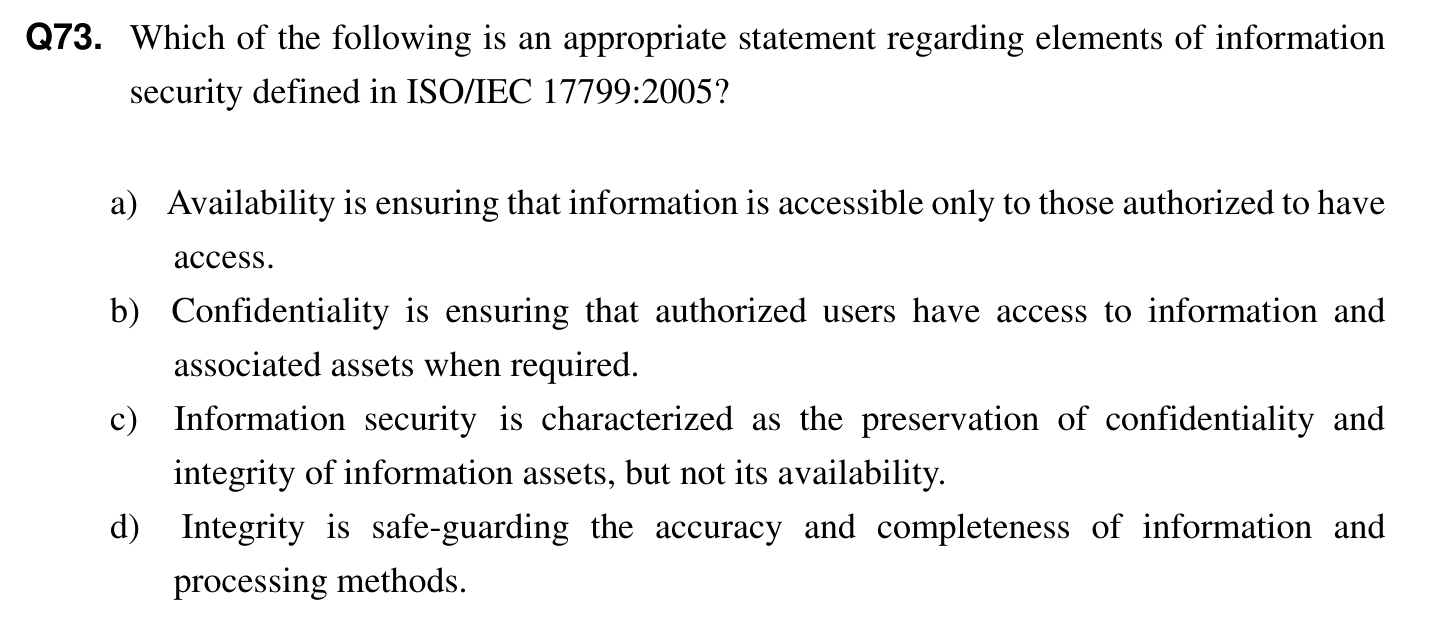 Q73. Which of the following is an appropriate statement regarding elements of information
security defined in ISO/IEC 17799:2005?
a) Availability is ensuring that information is accessible only to those authorized to have
access.
b) Confidentiality is ensuring that authorized users have access to information and
associated assets when required.
c) Information security is characterized as the preservation of confidentiality and
integrity of information assets, but not its availability.
d) Integrity is safe-guarding the accuracy and completeness of information and
processing methods.